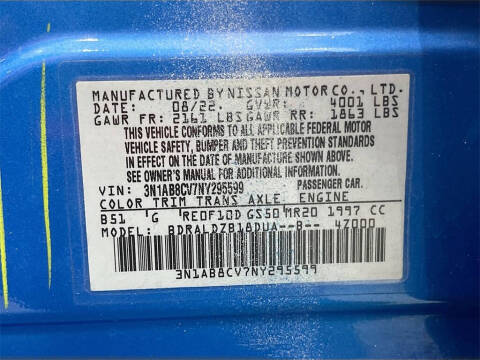 MANUFACTURED BY NISSAN MOTOR CO., LTD.
DATE: 08/22 GVWR: 4001 LBS
GAWR FR: 2161 LBS GAWR RR: 1863 LBS
THIS VEHICLE CONFORMS TO ALL APPLICABLE FEDERAL MOTOR
VEHICLE SAFETY, BUMPER AND THEFT PREVENTION STANDARDS
IN EFFECT ON THE DATE OF MANUFACTURE SHOWN ABOVE.
SEE OWNER'S MANUAL FOR ADDITIONAL INFORMATION.
VIN: 3N1AB8CV7NY295599 PASSENGER CAR.
COLOR TRIM TRANS AXLE ENGINE
B51 G RE0F10D GS50 MR20 1997 CC
MODEL: BDRALDZB18DUA--B-- 4Z000
3N1AB8CV7NY295599